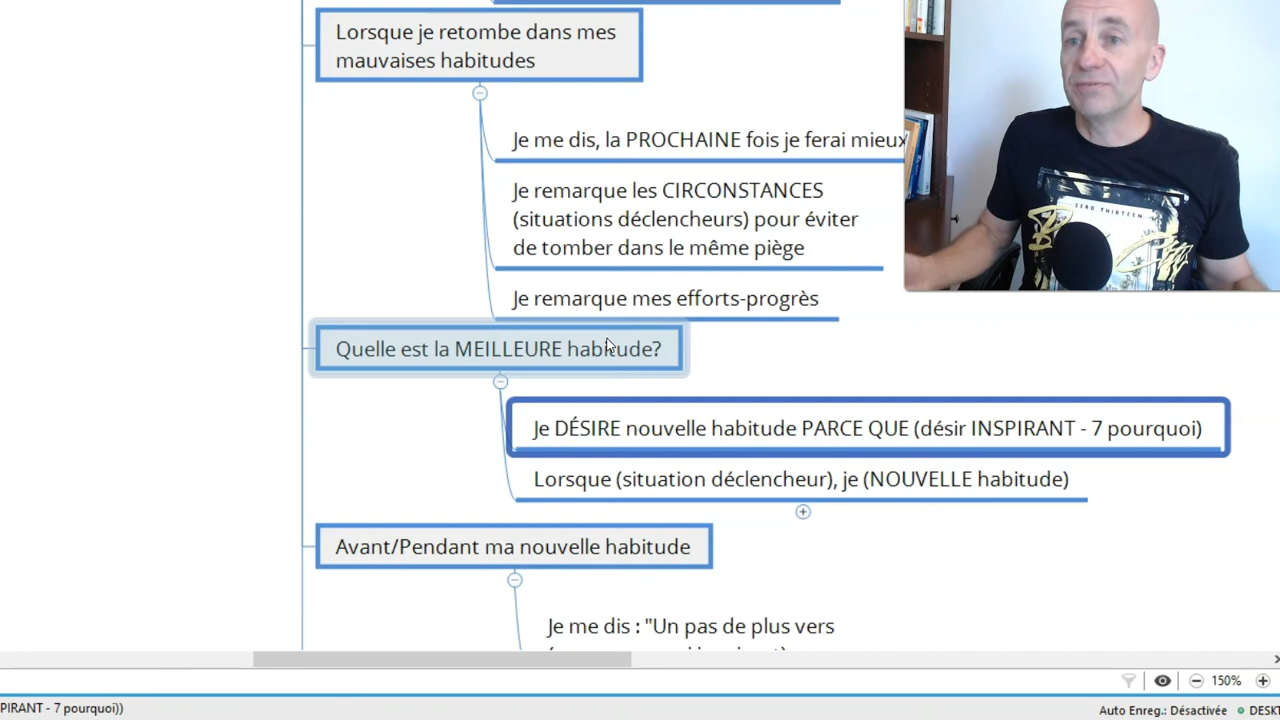 Lorsque je retombe dans mes
mauvaises habitudes
Je me dis, la PROCHAINE fois je ferai mieux
Je remarque les CIRCONSTANCES
(situations déclencheurs) pour éviter
de tomber dans le même piège
Je remarque mes efforts-progrès
Quelle est la MEILLEURE habitude?
Je DÉSIRE nouvelle habitude PARCE QUE (désir INSPIRANT - 7 pourquoi)
Lorsque (situation déclencheur), je (NOUVELLE habitude)
Avant/Pendant ma nouvelle habitude
Je me dis : "Un pas de plus vers
ZERO THIRTEEN
150%
PIRANT - 7 pourquoi))
Auto Enreg.: Désactivée
DESKT